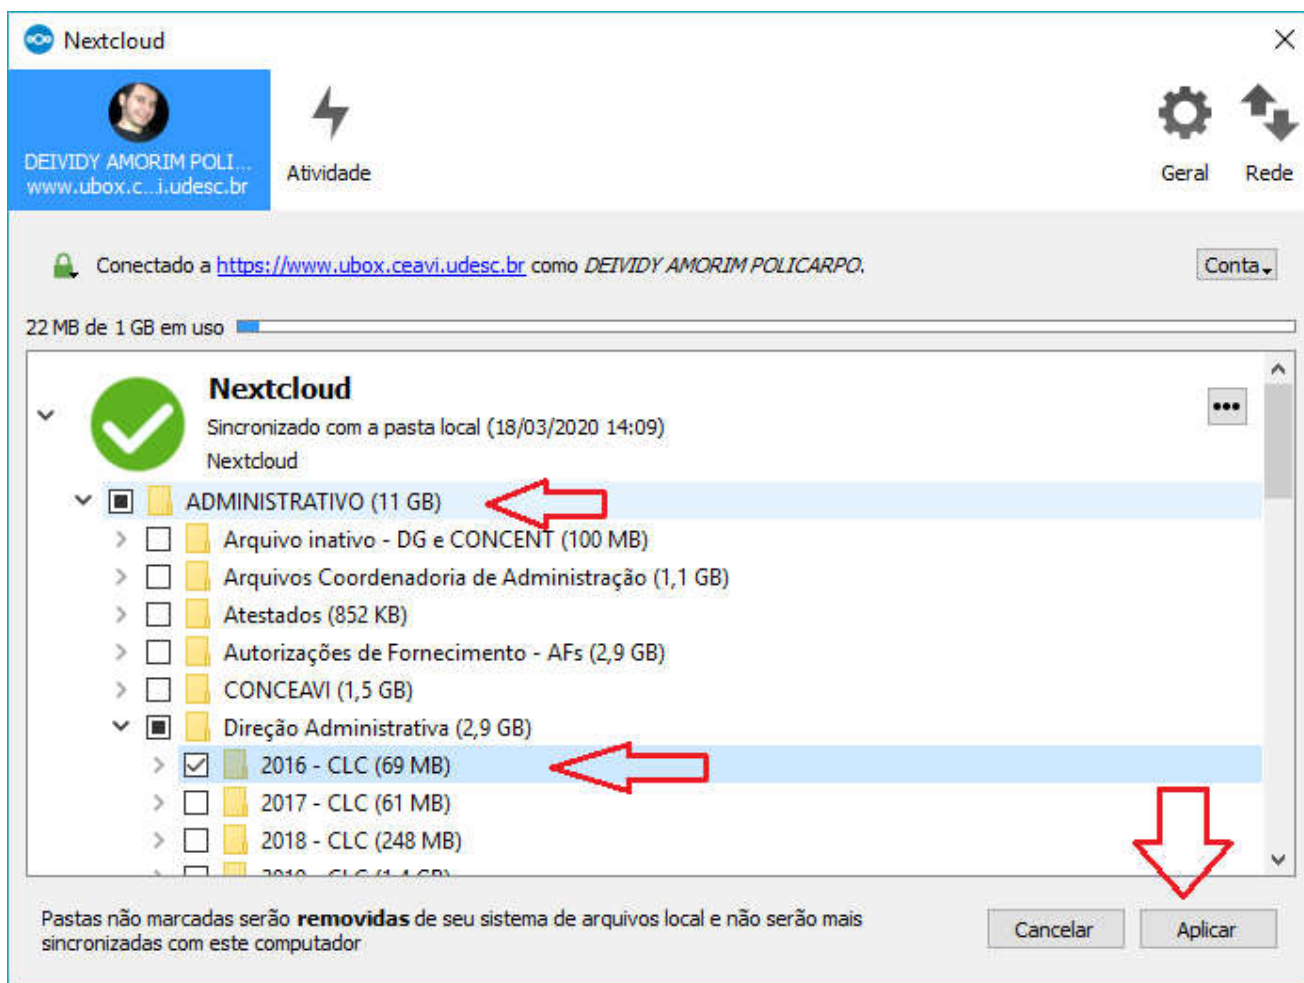 Nextcloud
DEIVIDY AMORIM POLI...
www.ubox.c...i.udesc.br
Atividade
Geral
Rede
Conectado a https://www.ubox.ceavi.udesc.br como DEIVIDY AMORIM POLICARPO.
Conta
22 MB de 1 GB em uso
Nextcloud
Sincronizado com a pasta local (18/03/2020 14:09)
Nextcloud
ADMINISTRATIVO (11 GB)
Arquivo inativo - DG e CONCENT (100 MB)
Arquivos Coordenadoria de Administração (1,1 GB)
Atestados (852 KB)
Autorizações de Fornecimento - AFs (2,9 GB)
CONCEAVI (1,5 GB)
Direção Administrativa (2,9 GB)
2016 - CLC (69 MB)
2017 - CLC (61 MB)
2018 - CLC (248 MB)
Pastas não marcadas serão removidas de seu sistema de arquivos local e não serão mais
sincronizadas com este computador
Cancelar
Aplicar